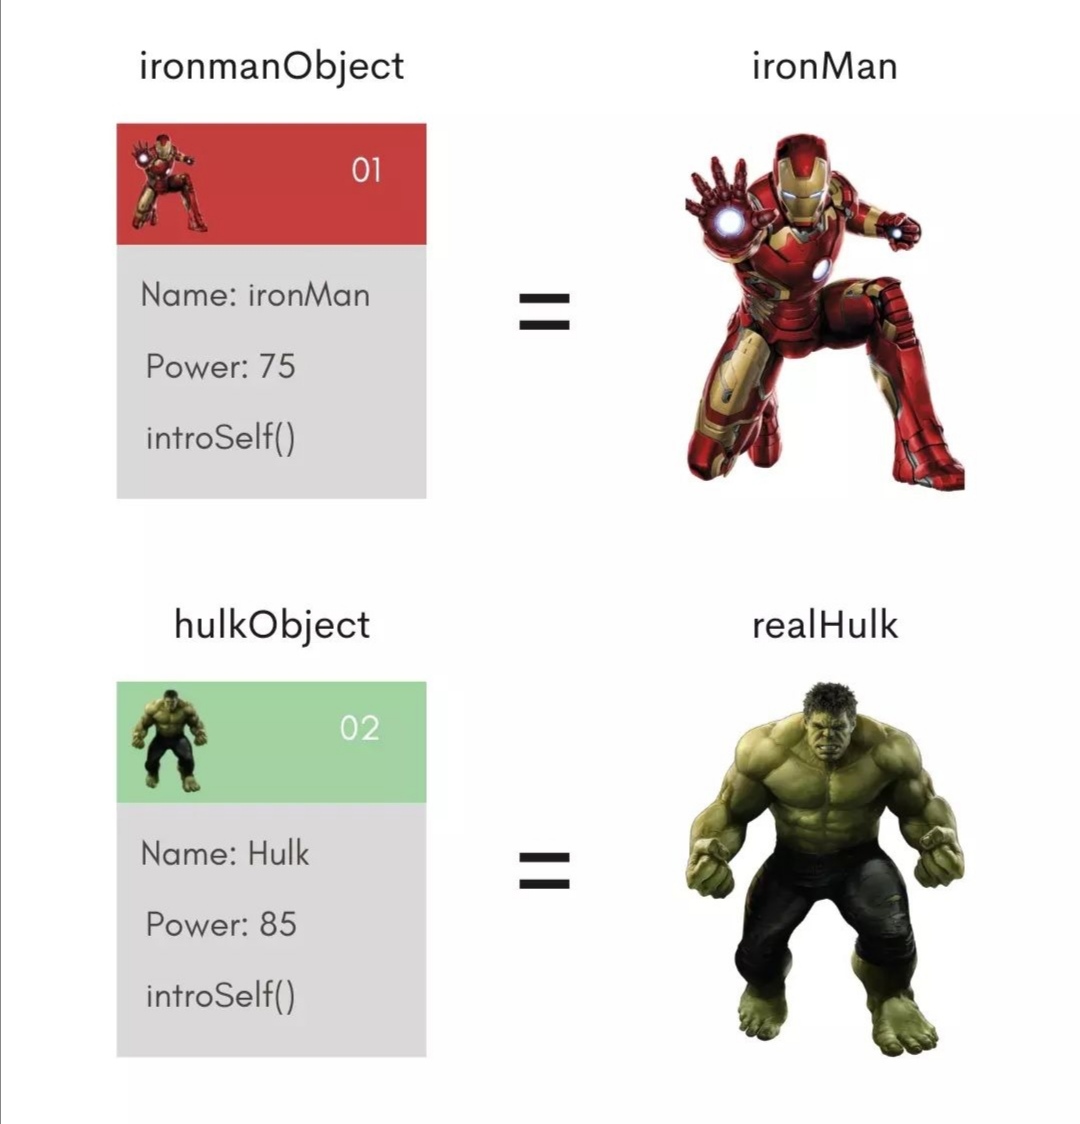 ironmanObject
ironMan
01
Name: ironMan
Power: 75
introSelf()
=
hulkObject
realHulk
02
Name: Hulk
Power: 85
introSelf()
=